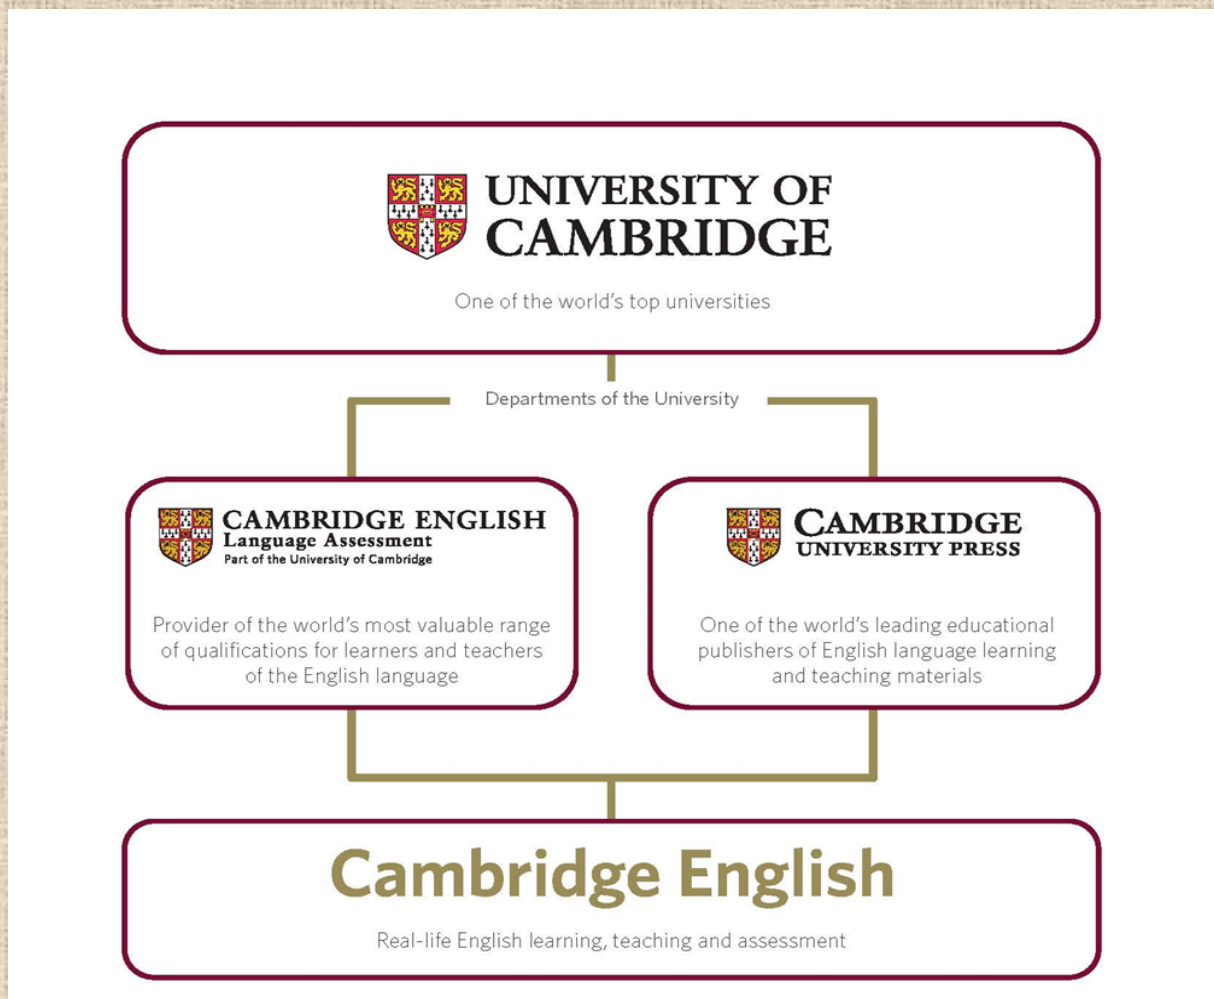 UNIVERSITY OF
CAMBRIDGE
One of the world's top universities
Departments of the University
CAMBRIDGE ENGLISH
Language Assessment
Part of the University of Cambridge
Provider of the world's most valuable range
of qualifications for learners and teachers
of the English language
CAMBRIDGE
UNIVERSITY PRESS
One of the world's leading educational
publishers of English language learning
and teaching materials
Cambridge English
Real-life English learning, teaching and assessment